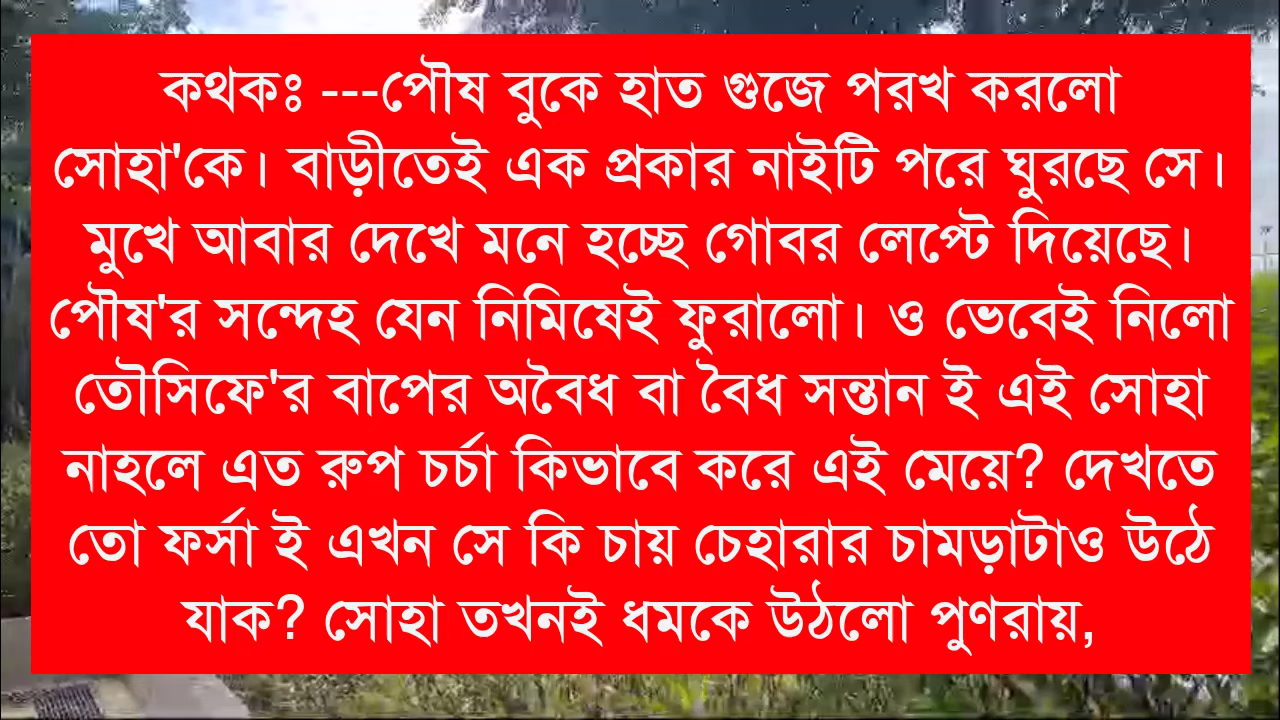 কথকঃ ---পৌষ বুকে হাত গুজে পরখ করলো
সোহা'কে। বাড়ীতেই এক প্রকার নাইটি পরে ঘুরছে সে।
মুখে আবার দেখে মনে হচ্ছে গোবর লেপ্টে দিয়েছে।
পৌষ'র সন্দেহ যেন নিমিষেই ফুরালো। ও ভেবেই নিলো
তৌসিফে'র বাপের অবৈধ বা বৈধ সন্তান ই এই সোহা
নাহলে এত রুপ চর্চা কিভাবে করে এই মেয়ে? দেখতে
তো ফর্সা ই এখন সে কি চায় চেহারার চামড়াটাও উঠে
যাক? সোহা তখনই ধমকে উঠলো পুণরায়,